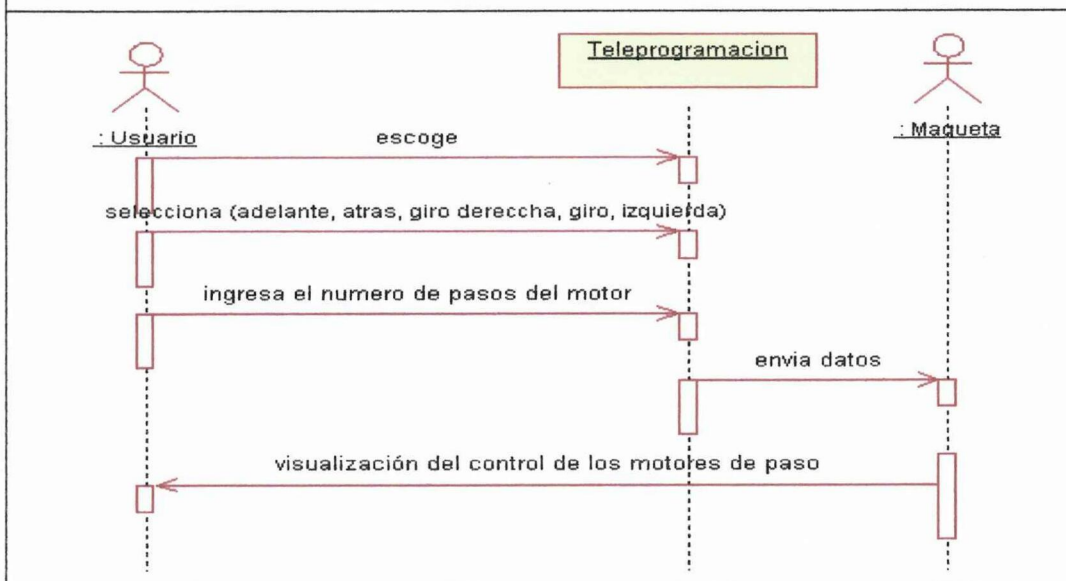 Teleprogramacion
: Usuario
: Maqueta
escoge
selecciona (adelante, atras, giro dereccha, giro, izquierda)
ingresa el numero de pasos del motor
envia datos
visualización del control de los motores de paso